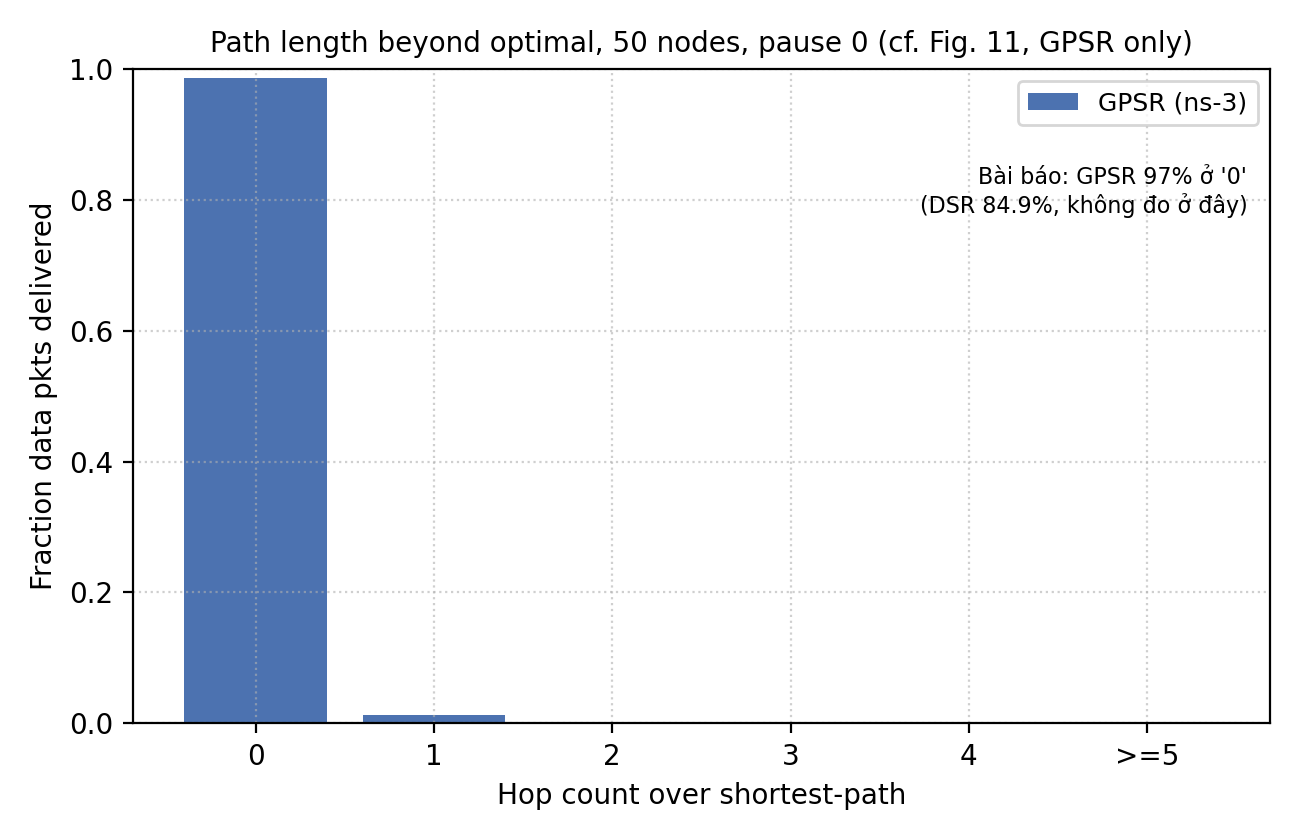 Path length beyond optimal, 50 nodes, pause 0 (cf. Fig. 11, GPSR only)
1.0
0.8
0.6
0.4
0.2
0.0
Fraction data pkts delivered
GPSR (ns-3)
Bài báo: GPSR 97% ở '0'
(DSR 84.9%, không đo ở đây)
0 1 2 3 4 >=5
Hop count over shortest-path